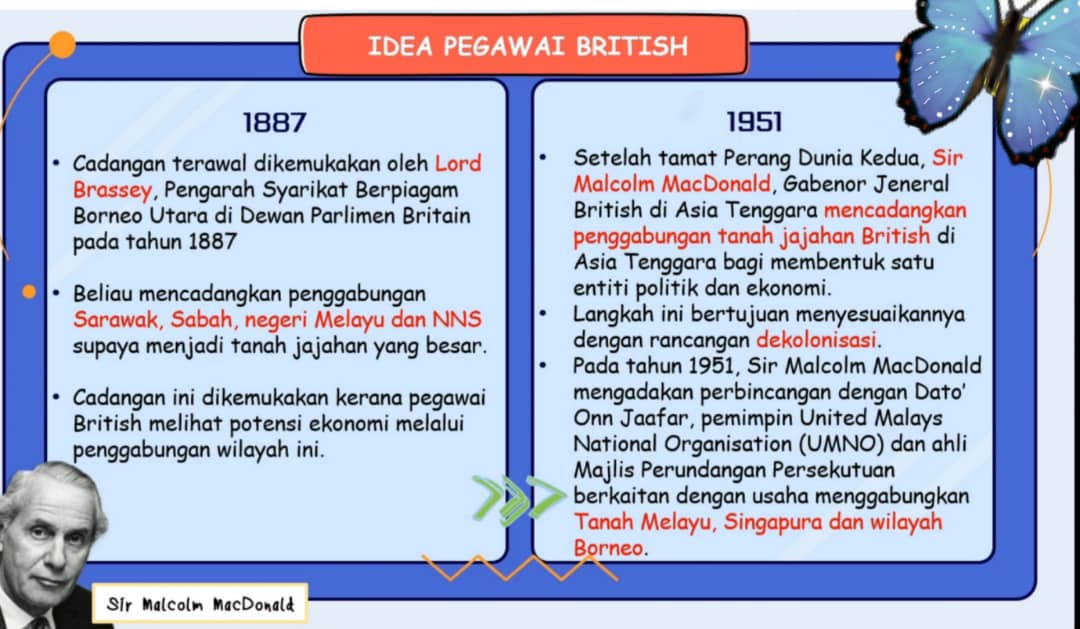 IDEA PEGAWAI BRITISH
1887
• Cadangan terawal dikemukakan oleh Lord
Brassey, Pengarah Syarikat Berpiagam
Borneo Utara di Dewan Parlimen Britain
pada tahun 1887
• Beliau mencadangkan penggabungan
Sarawak, Sabah, negeri Melayu dan NNS
supaya menjadi tanah jajahan yang besar.
• Cadangan ini dikemukakan kerana pegawai
British melihat potensi ekonomi melalui
penggabungan wilayah ini.
1951
• Setelah tamat Perang Dunia Kedua, Sir
Malcolm MacDonald, Gabenor Jeneral
British di Asia Tenggara mencadangkan
penggabungan tanah jajahan British di
Asia Tenggara bagi membentuk satu
entiti politik dan ekonomi.
• Langkah ini bertujuan menyesuaikannya
dengan rancangan dekolonisasi.
• Pada tahun 1951, Sir Malcolm MacDonald
mengadakan perbincangan dengan Dato'
Onn Jaafar, pemimpin United Malays
National Organisation (UMNO) dan ahli
Majlis Perundangan Persekutuan
berkaitan dengan usaha menggabungkan
Tanah Melayu, Singapura dan wilayah
Borneo.
Sir Malcolm MacDonald